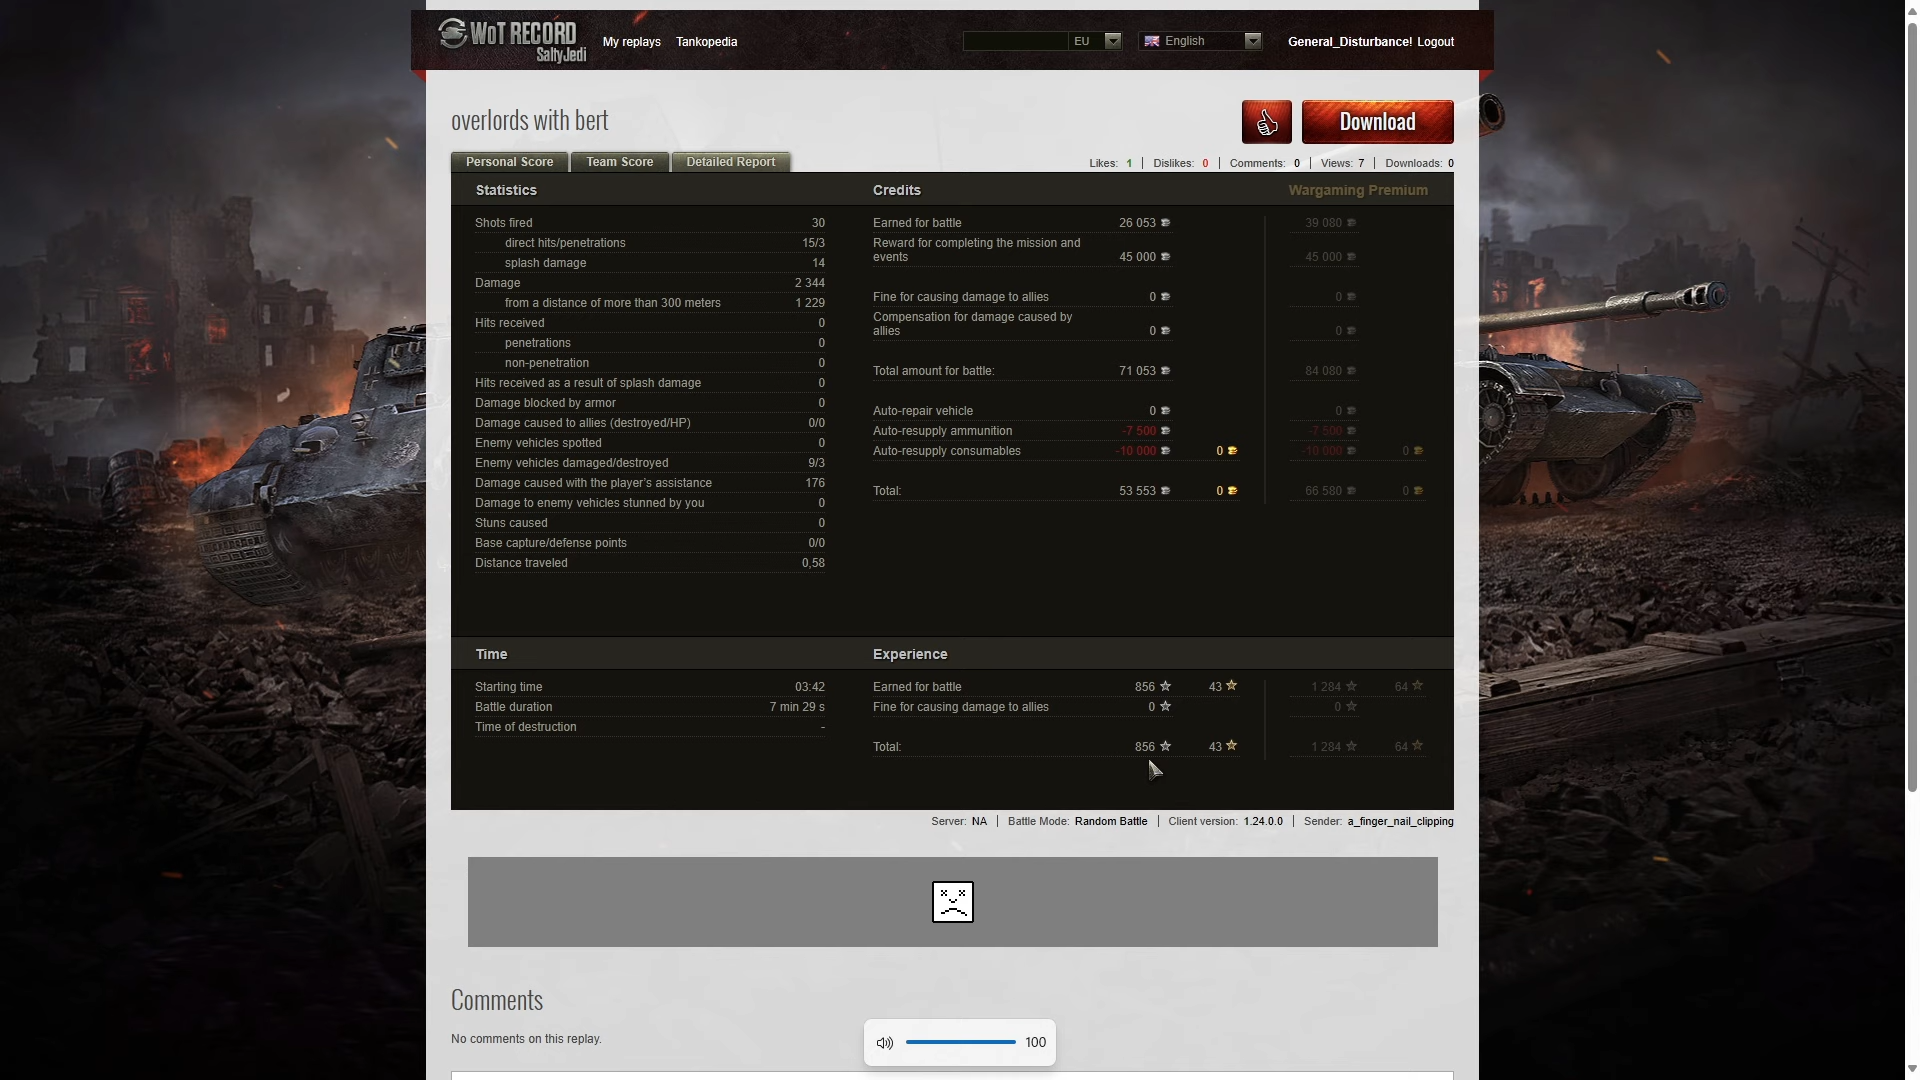 WOT RECORD
SaltyJedi
My replays
Tankopedia
EU
English
General_Disturbance! Logout
overlords with bert
Download
Personal Score
Team Score
Detailed Report
Likes: 1 | Dislikes: 0 | Comments: 0 | Views: 7 | Downloads: 0
Statistics
Shots fired 30
direct hits/penetrations 15/3
splash damage 14
Damage 2 344
from a distance of more than 300 meters 1 229
Hits received 0
penetrations 0
non-penetration 0
Hits received as a result of splash damage 0
Damage blocked by armor 0
Damage caused to allies (destroyed/HP) 0/0
Enemy vehicles spotted 0
Enemy vehicles damaged/destroyed 9/3
Damage caused with the player's assistance 176
Damage to enemy vehicles stunned by you 0
Stuns caused 0
Base capture/defense points 0/0
Distance traveled 0,58
Credits
Wargaming Premium
Earned for battle 26 053 39 080
Reward for completing the mission and
events 45 000 45 000
Fine for causing damage to allies 0 0
Compensation for damage caused by
allies 0 0
Total amount for battle: 71 053 84 080
Auto-repair vehicle 0 0
Auto-resupply ammunition -7 500 -7 500
Auto-resupply consumables -10 000 0 -10 000 0
Total: 53 553 0 66 580 0
Time
Starting time 03:42
Battle duration 7 min 29 s
Time of destruction -
Experience
Earned for battle 856 43 1 284 64
Fine for causing damage to allies 0 0
Total: 856 43 1 284 64
Server: NA | Battle Mode: Random Battle | Client version: 1.24.0.0 | Sender: a_finger_nail_clipping
Comments
No comments on this replay.
100